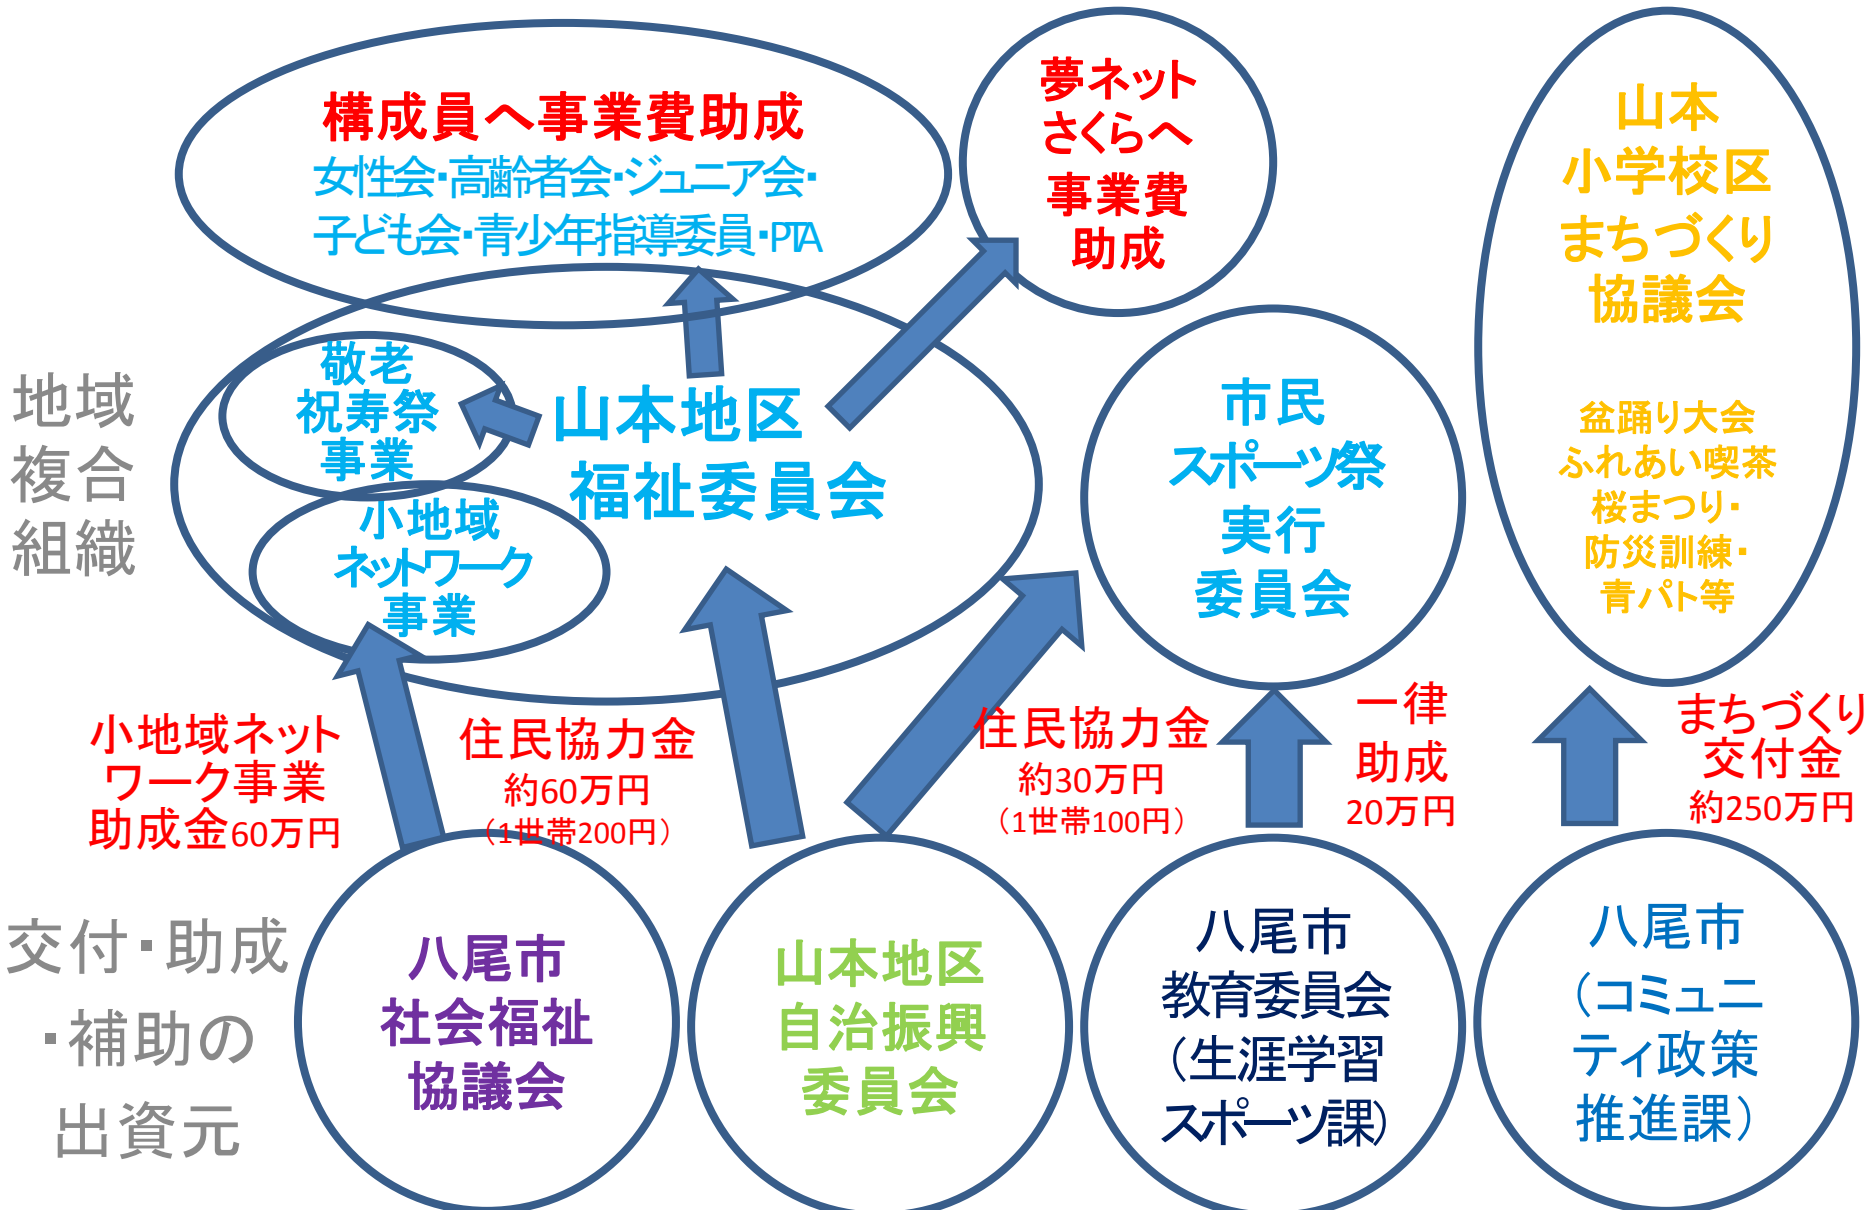 構成員へ事業費助成
女性会・高齢者会・ジュニア会・
子ども会・青少年指導委員・PTA
夢ネット
さくらへ
事業費
助成
山本
小学校区
まちづくり
協議会
盆踊り大会
ふれあい喫茶
桜まつり・
防災訓練・
青パト等
地域
複合
組織
敬老
祝寿祭
事業
山本地区
福祉委員会
小地域
ネットワーク
事業
市民
スポーツ祭
実行
委員会
小地域ネット
ワーク事業
助成金60万円
住民協力金
約60万円
（1世帯200円）
住民協力金
約30万円
（1世帯100円）
一律
助成
20万円
まちづくり
交付金
約250万円
交付・助成
・補助の
出資元
八尾市
社会福祉
協議会
山本地区
自治振興
委員会
八尾市
教育委員会
（生涯学習
スポーツ課）
八尾市
（コミュニ
ティ政策
推進課）